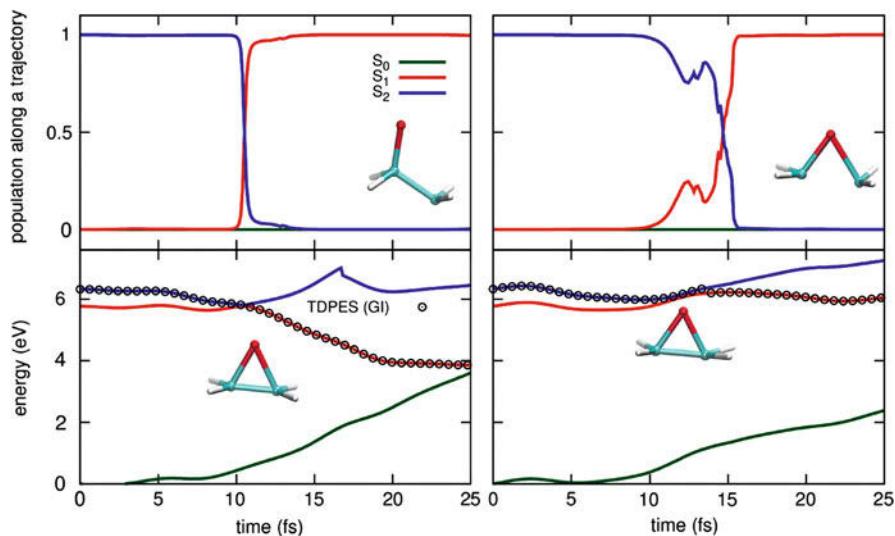 population along a trajectory
1
0.5
0
S0
S1
S2
energy (eV)
6
4
2
0
TDPES (GI)
0 5 10 15 20 25
0 5 10 15 20 25
time (fs)
time (fs)